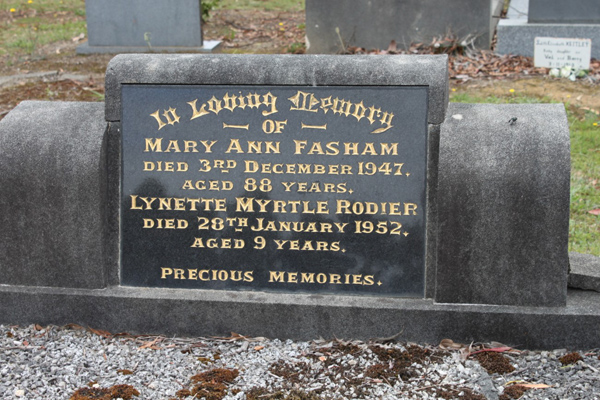 In Loving Memory
OF
MARY ANN FASHAM
DIED 3RD DECEMBER 1947.
AGED 88 YEARS.
LYNETTE MYRTLE RODIER
DIED 28TH JANUARY 1952.
AGED 9 YEARS.
PRECIOUS MEMORIES.